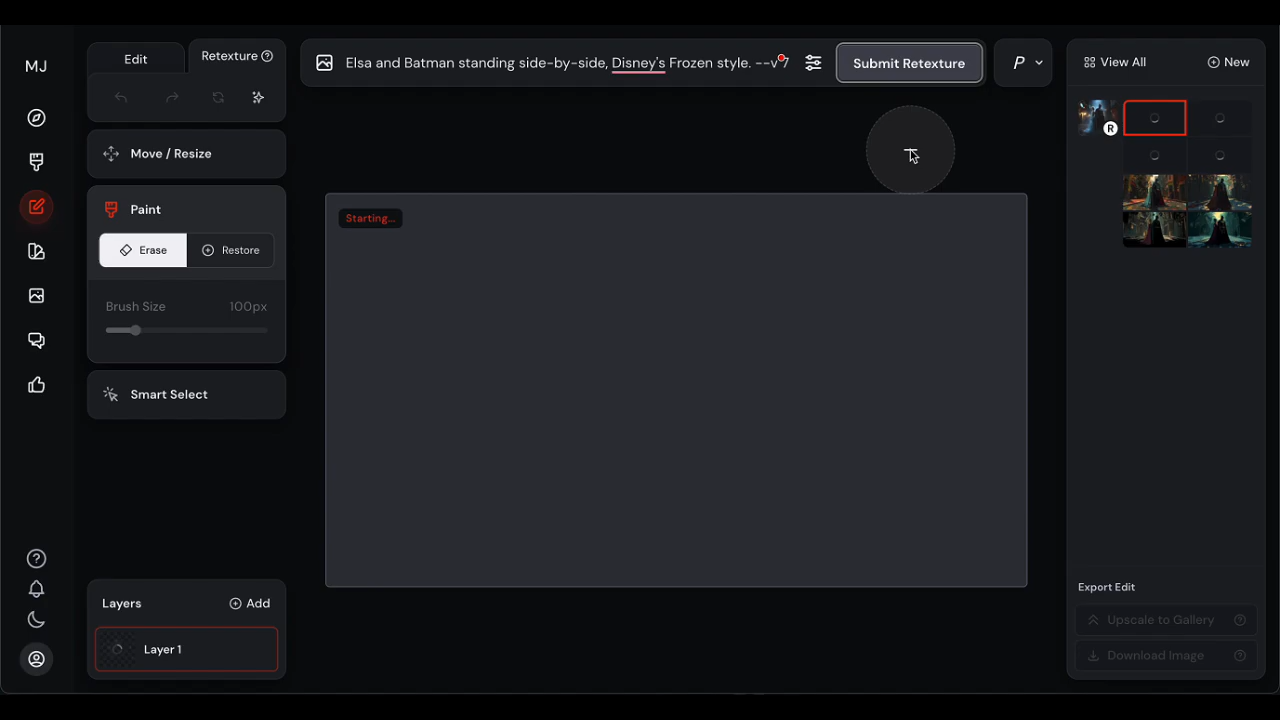 MJ
Edit
Retexture
Elsa and Batman standing side-by-side, Disney's Frozen style. --v 7
Submit Retexture
P
View All
New
Move / Resize
R
Paint
Erase
Restore
Starting...
Brush Size
100px
Smart Select
Layers
Add
Layer 1
Export Edit
Upscale to Gallery
Download Image